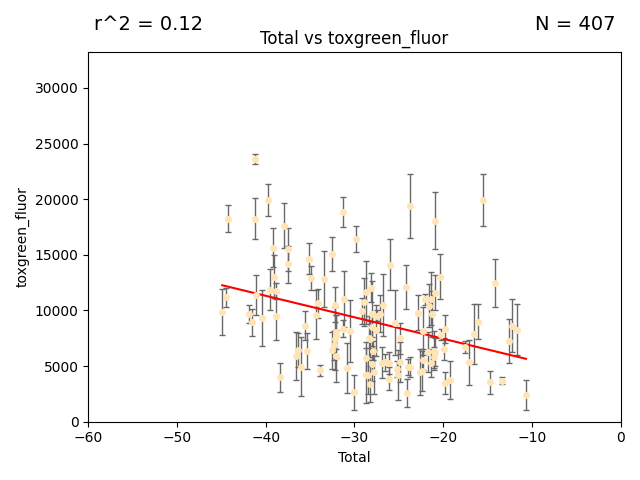 r^2 = 0.12
N = 407
Total vs toxgreen_fluor
30000
25000
20000
15000
10000
5000
0
toxgreen_fluor
−60
−50
−40
−30
−20
−10
0
Total